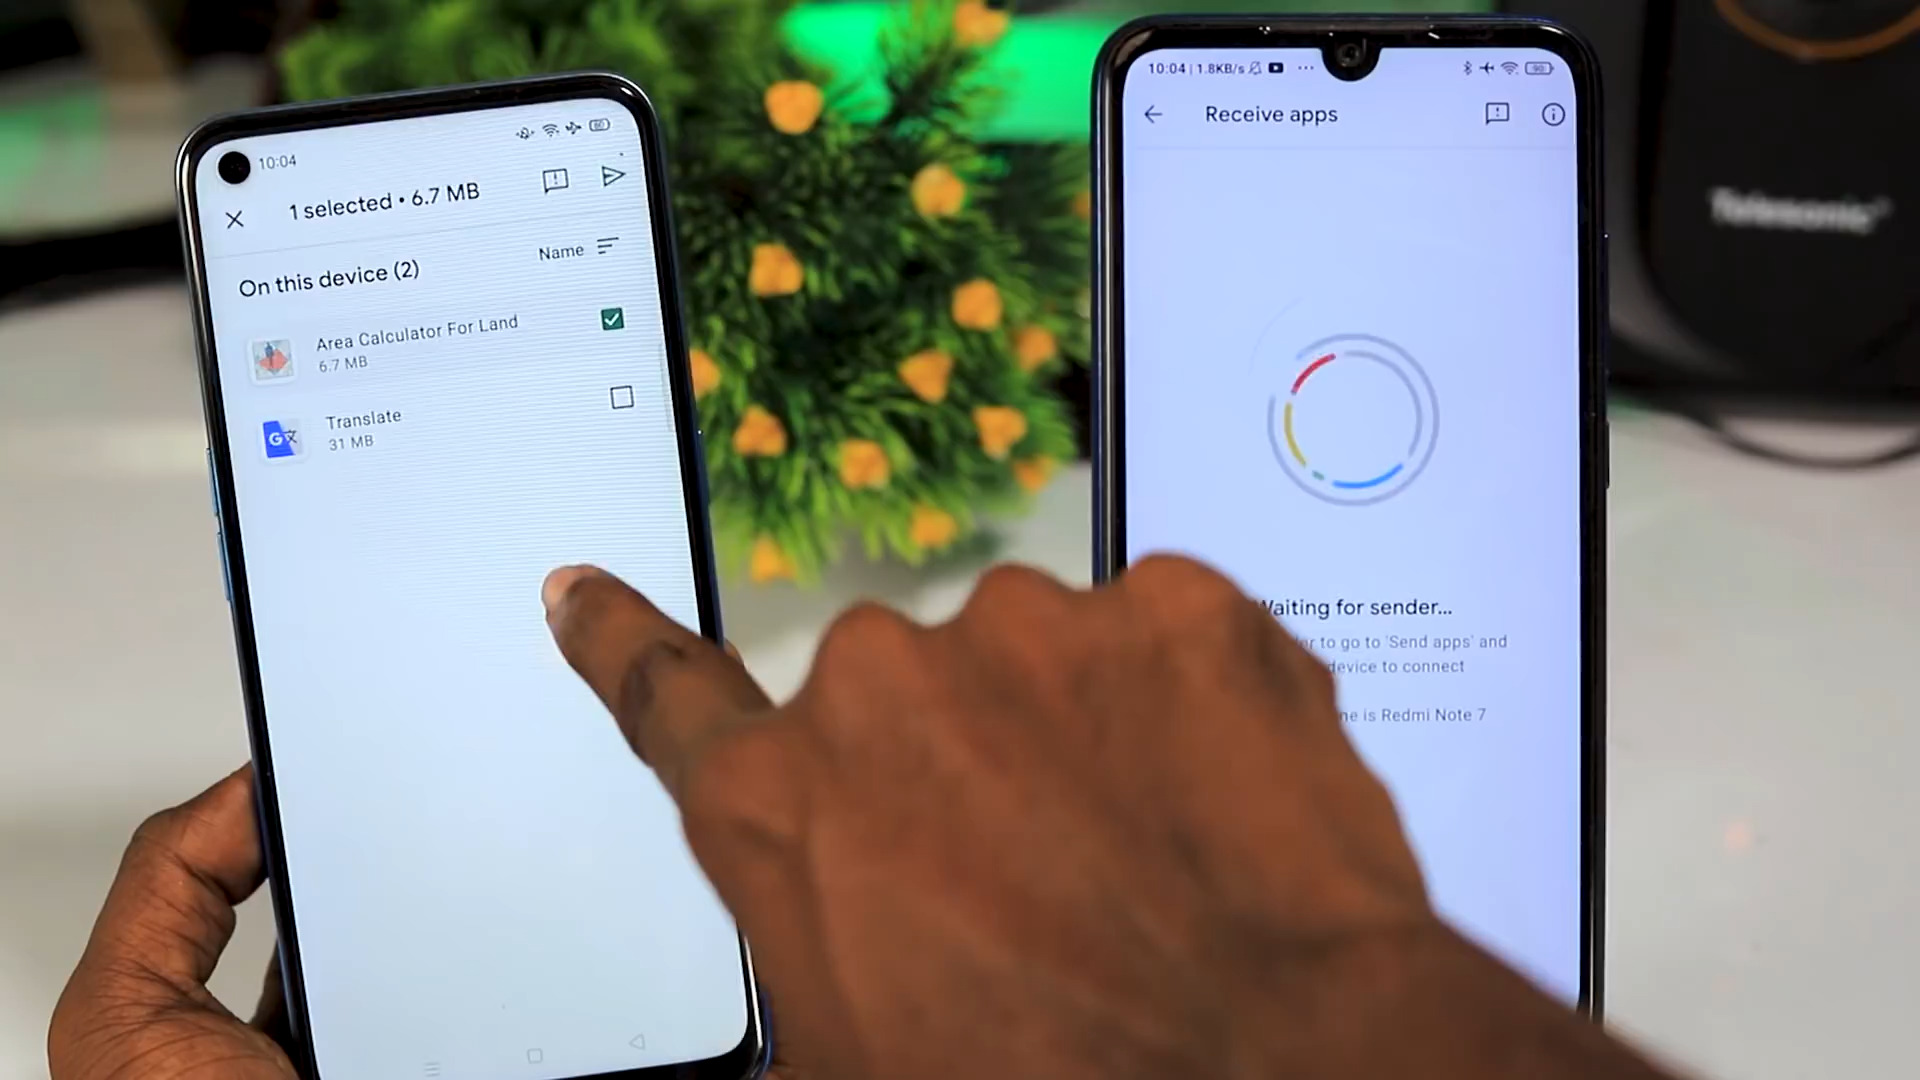 10:04
1 selected • 6.7 MB
Name
On this device (2)
Area Calculator For Land
6.7 MB
Translate
31 MB
10:04 | 1.8KB/s
90
Receive apps
Waiting for sender...
to go to 'Send apps' and
device to connect
is Redmi Note 7
Telesonic